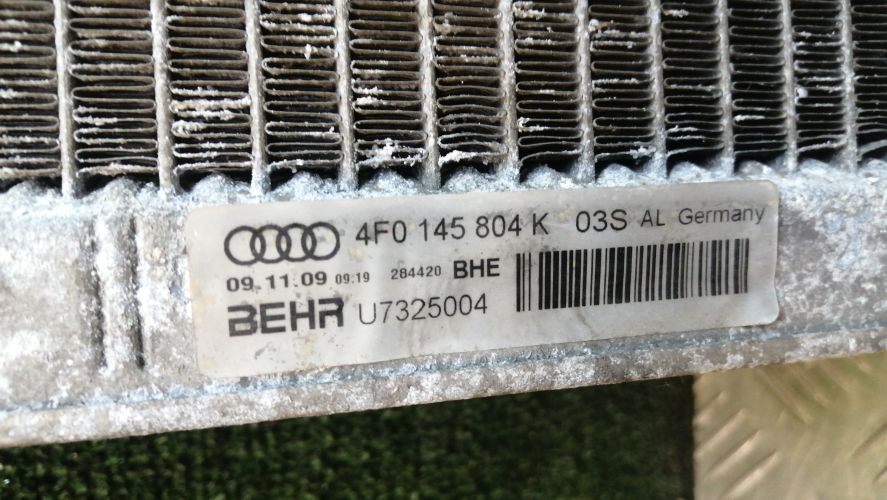 4F0 145 804 K 03S AL Germany
09.11.09 09.19 284420 BHE
BEHR U7325004